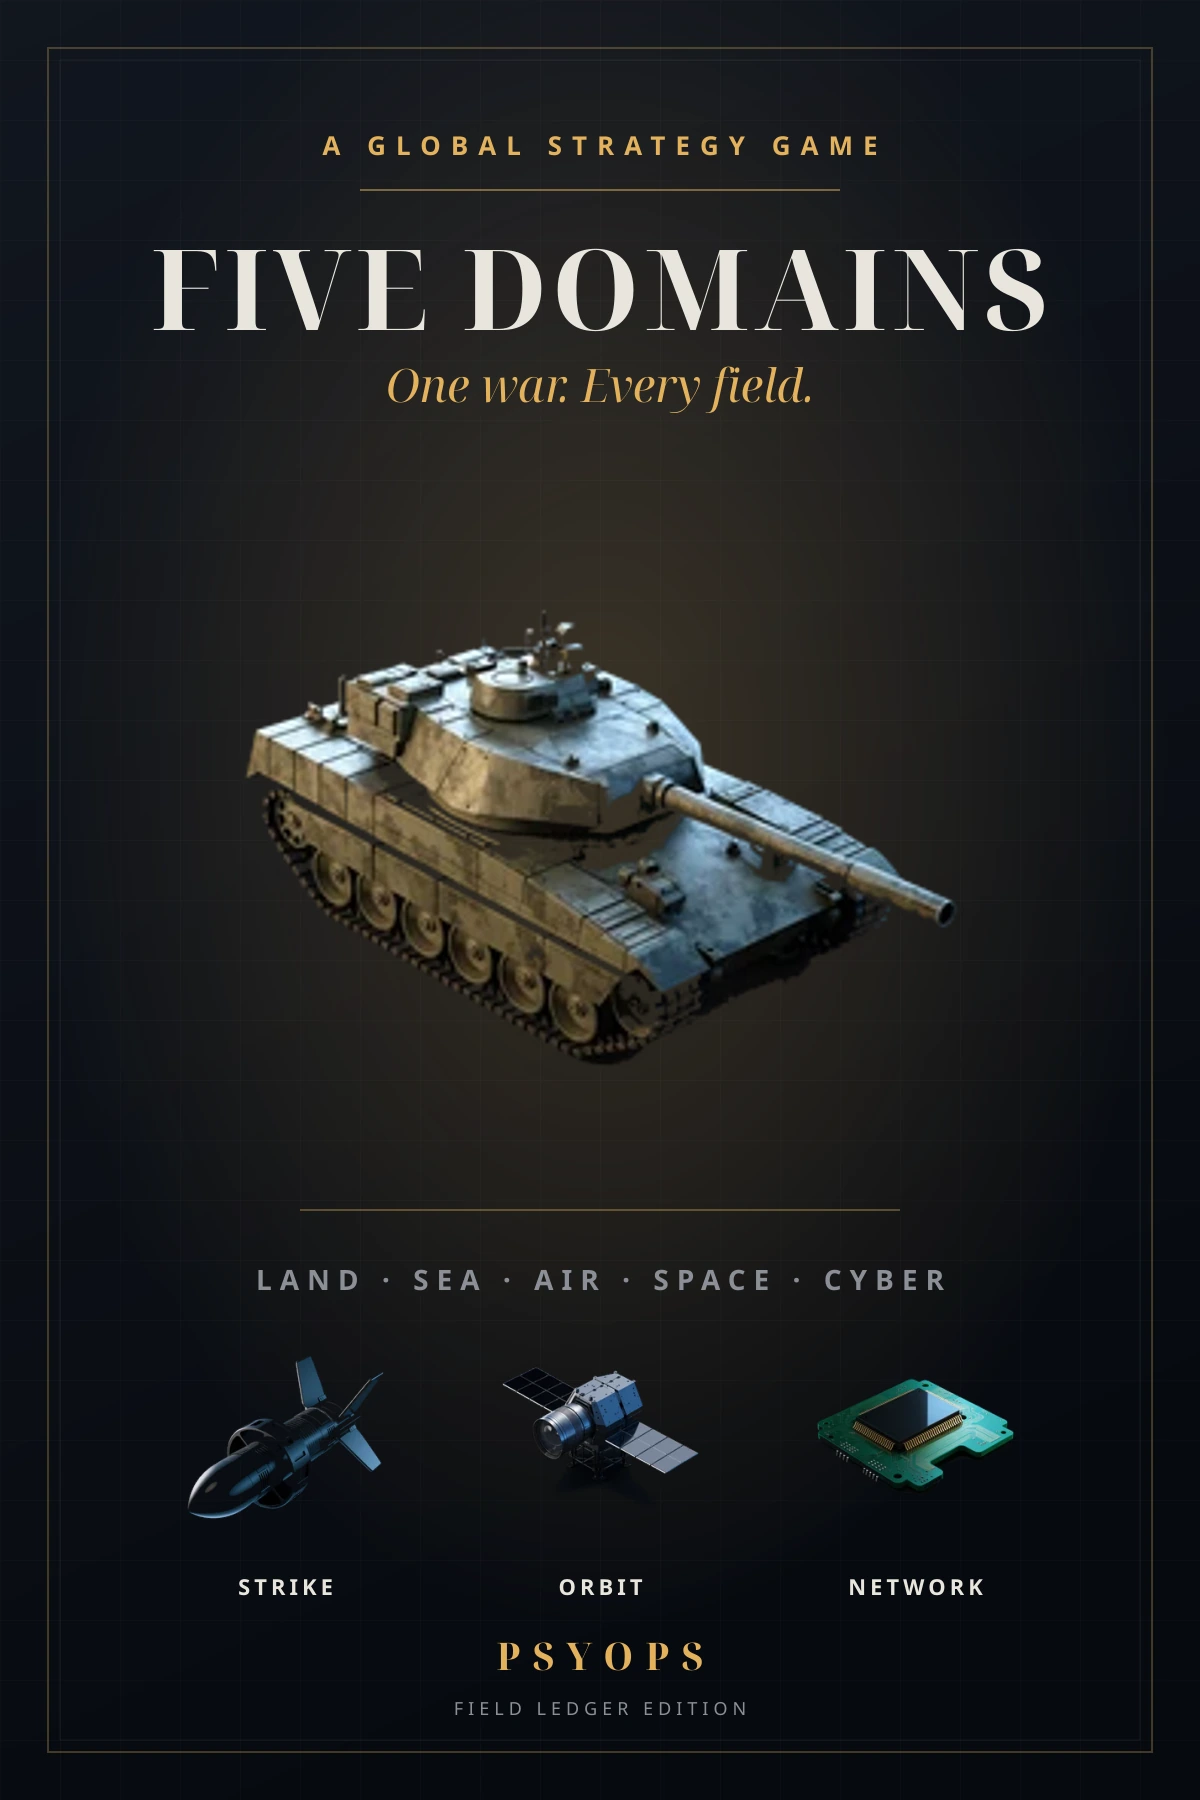 A GLOBAL STRATEGY GAME
FIVE DOMAINS
One war. Every field.
LAND · SEA · AIR · SPACE · CYBER
STRIKE
ORBIT
NETWORK
PSYOPS
FIELD LEDGER EDITION